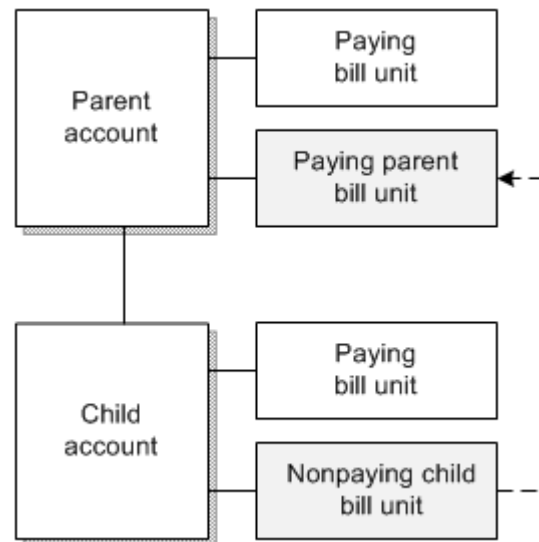 Parent
account
Paying
bill unit
Paying parent
bill unit
Child
account
Paying
bill unit
Nonpaying child
bill unit